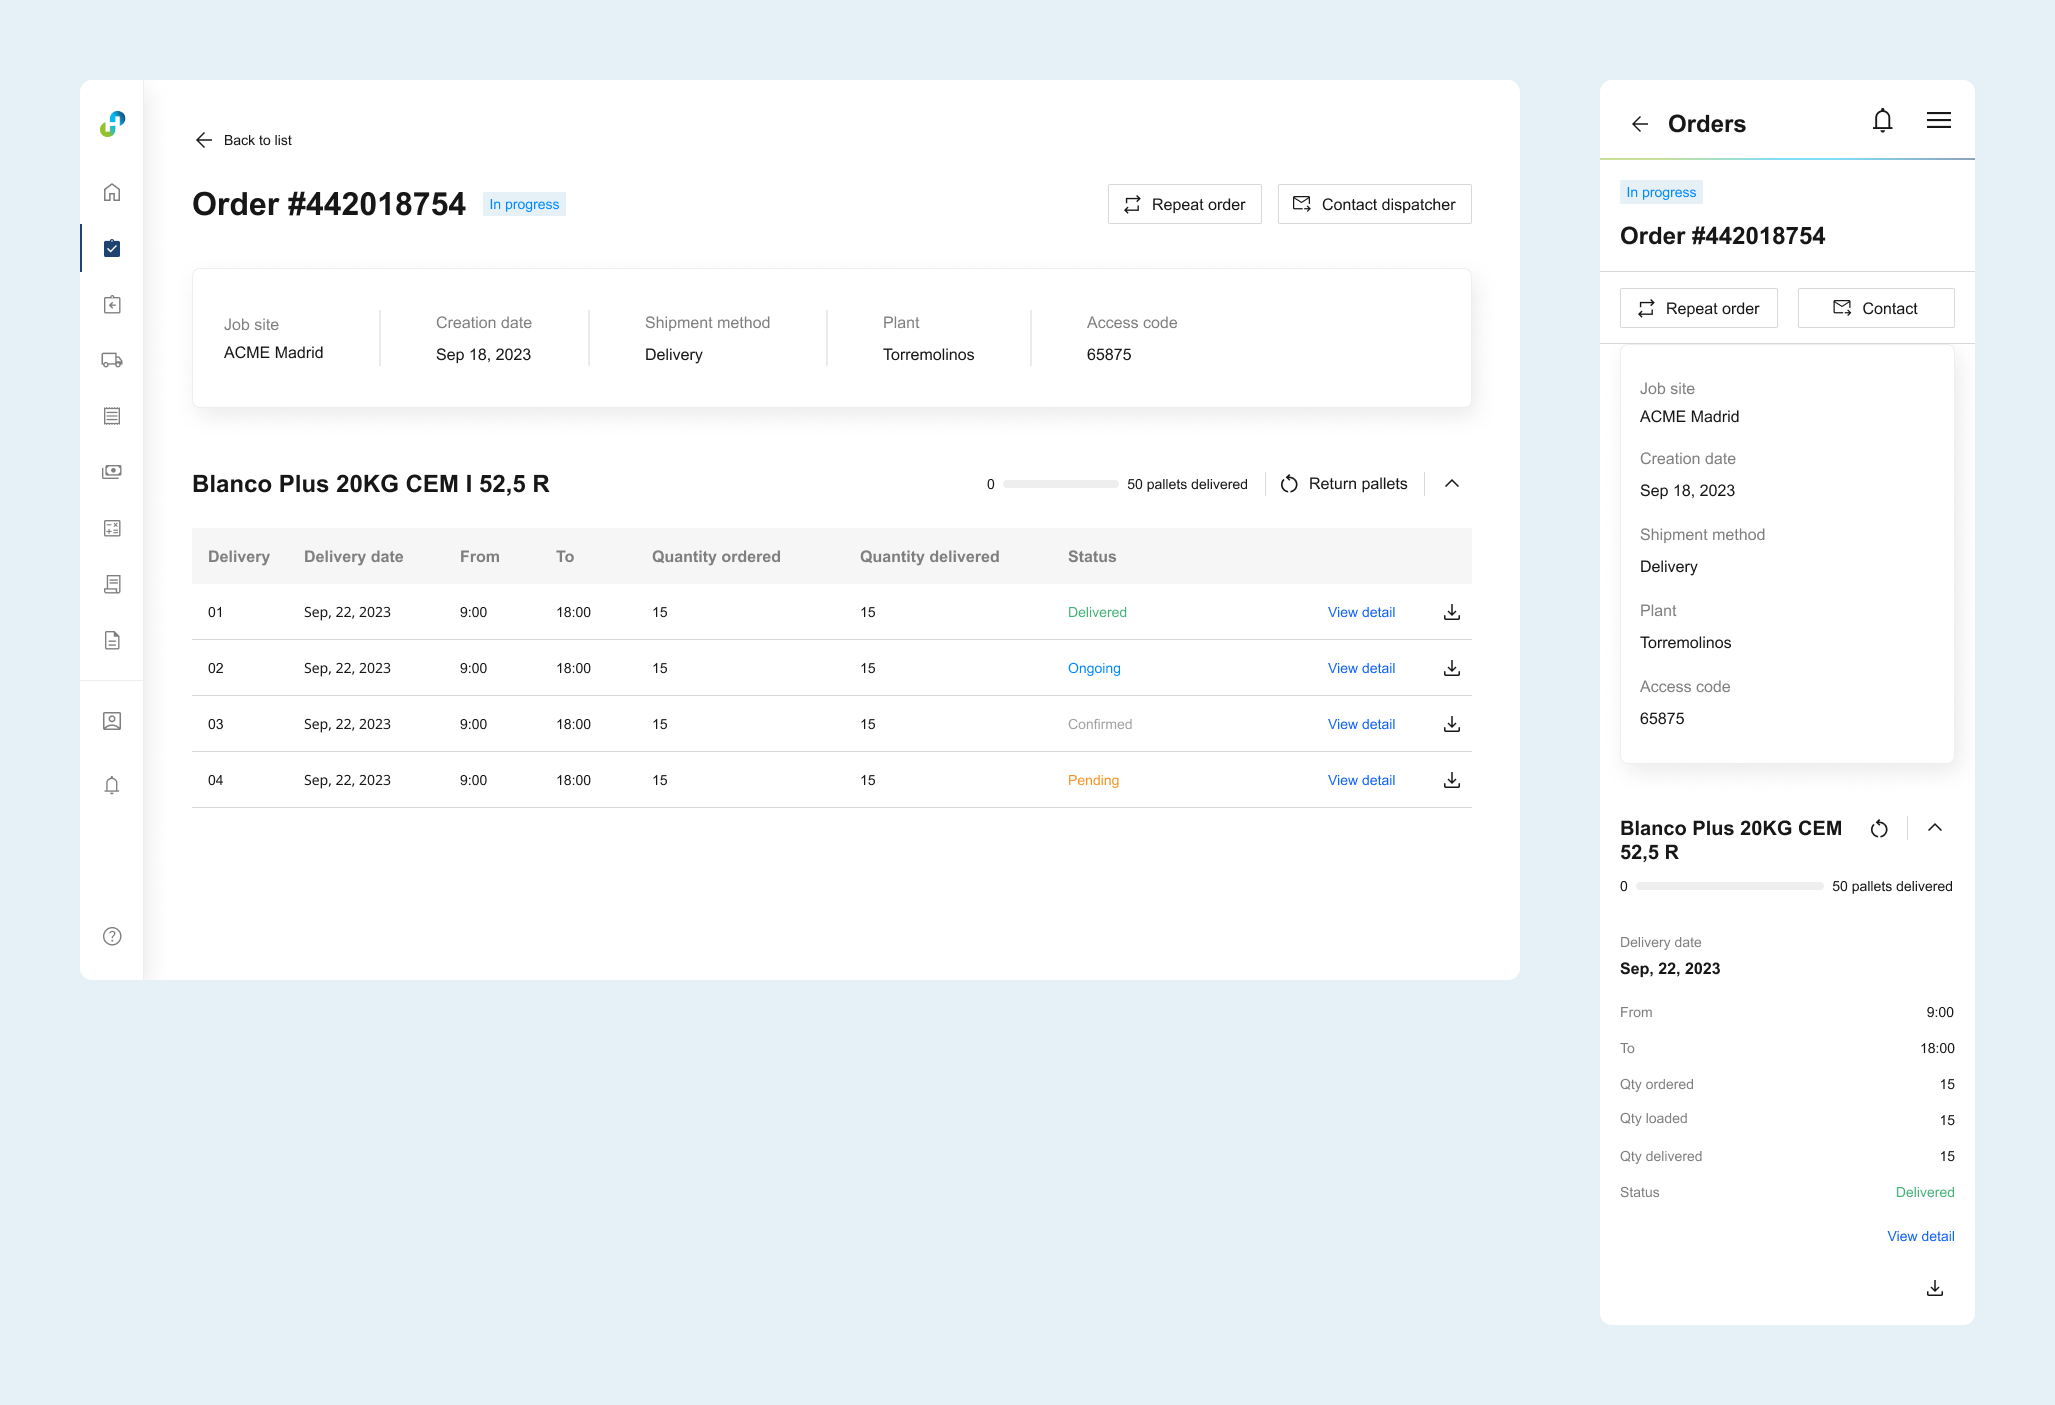 Back to list
Order #442018754
In progress
Repeat order
Contact dispatcher
Job site
ACME Madrid
Creation date
Sep 18, 2023
Shipment method
Delivery
Plant
Torremolinos
Access code
65875
Blanco Plus 20KG CEM I 52,5 R
0
50 pallets delivered
Return pallets
Delivery Delivery date From To Quantity ordered Quantity delivered Status
01 Sep, 22, 2023 9:00 18:00 15 15 Delivered View detail
02 Sep, 22, 2023 9:00 18:00 15 15 Ongoing View detail
03 Sep, 22, 2023 9:00 18:00 15 15 Confirmed View detail
04 Sep, 22, 2023 9:00 18:00 15 15 Pending View detail
Orders
In progress
Order #442018754
Repeat order
Contact
Job site
ACME Madrid
Creation date
Sep 18, 2023
Shipment method
Delivery
Plant
Torremolinos
Access code
65875
Blanco Plus 20KG CEM
52,5 R
0
50 pallets delivered
Delivery date
Sep, 22, 2023
From 9:00
To 18:00
Qty ordered 15
Qty loaded 15
Qty delivered 15
Status Delivered
View detail